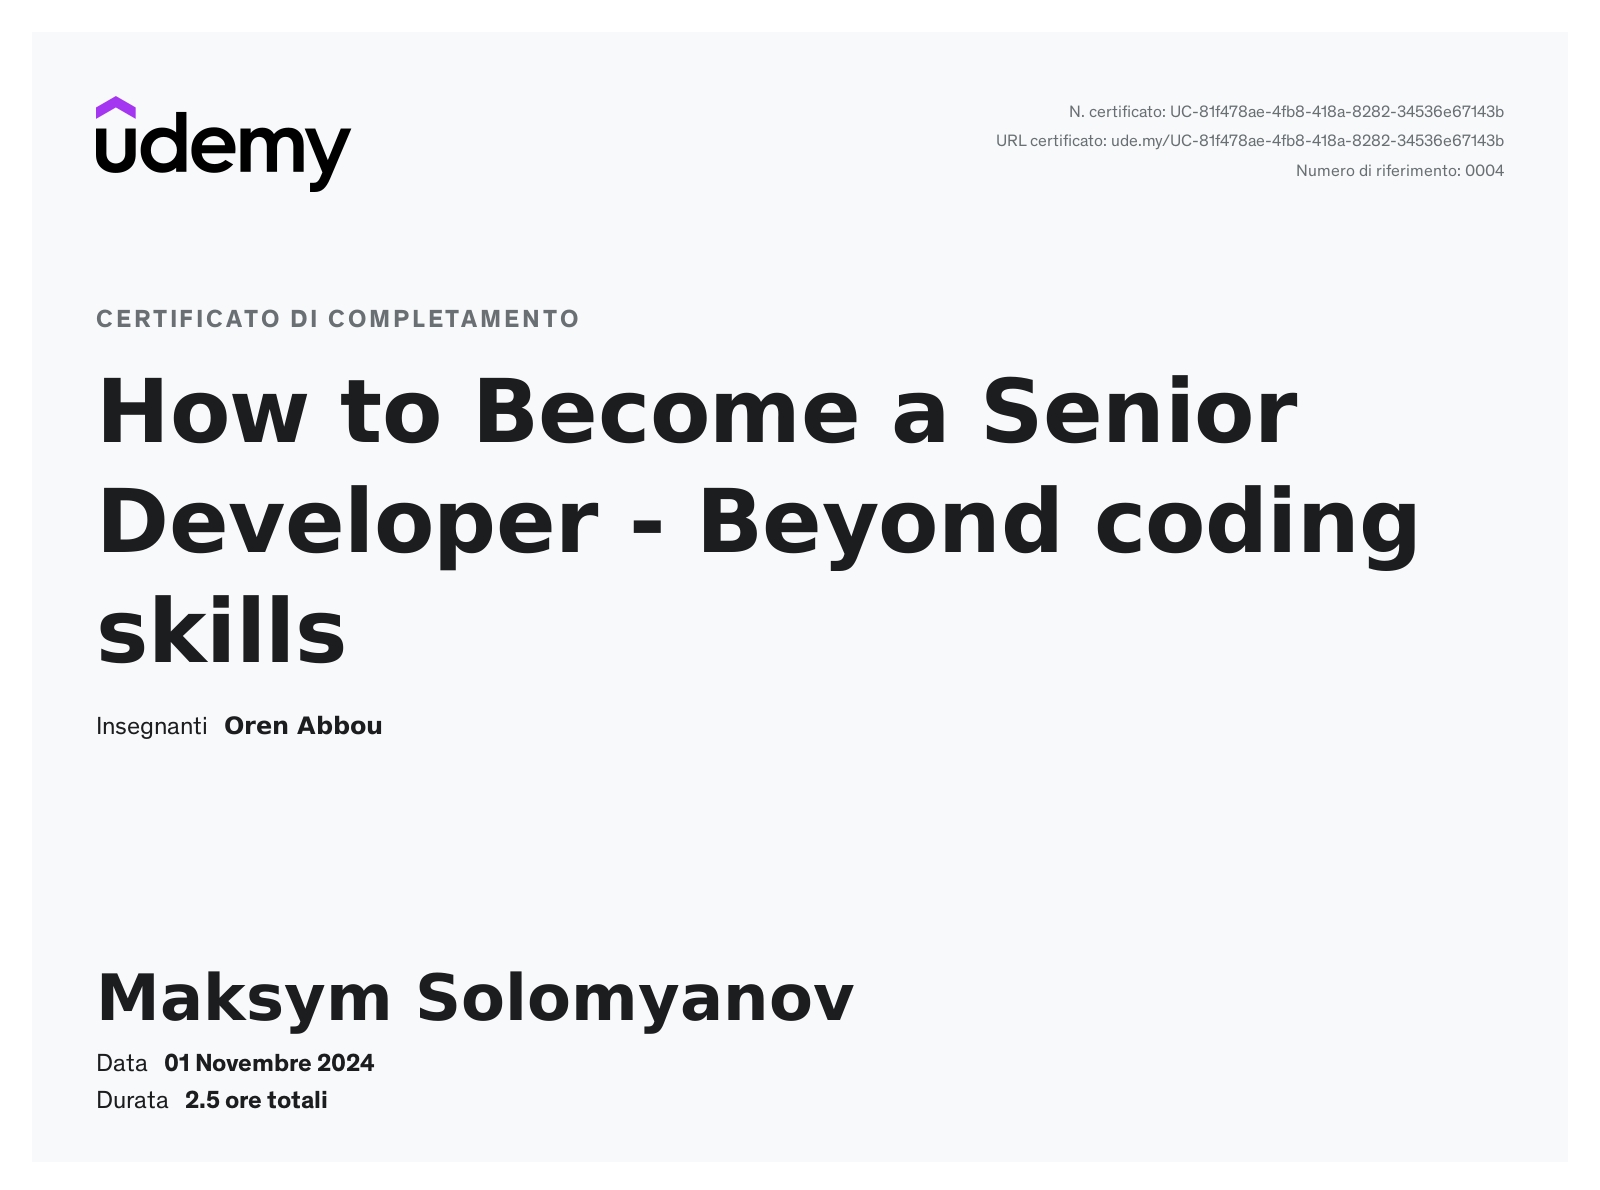 udemy
N. certificato: UC-81f478ae-4fb8-418a-8282-34536e67143b
URL certificato: ude.my/UC-81f478ae-4fb8-418a-8282-34536e67143b
Numero di riferimento: 0004
CERTIFICATO DI COMPLETAMENTO
How to Become a Senior
Developer - Beyond coding
skills
Insegnanti Oren Abbou
Maksym Solomyanov
Data 01 Novembre 2024
Durata 2.5 ore totali